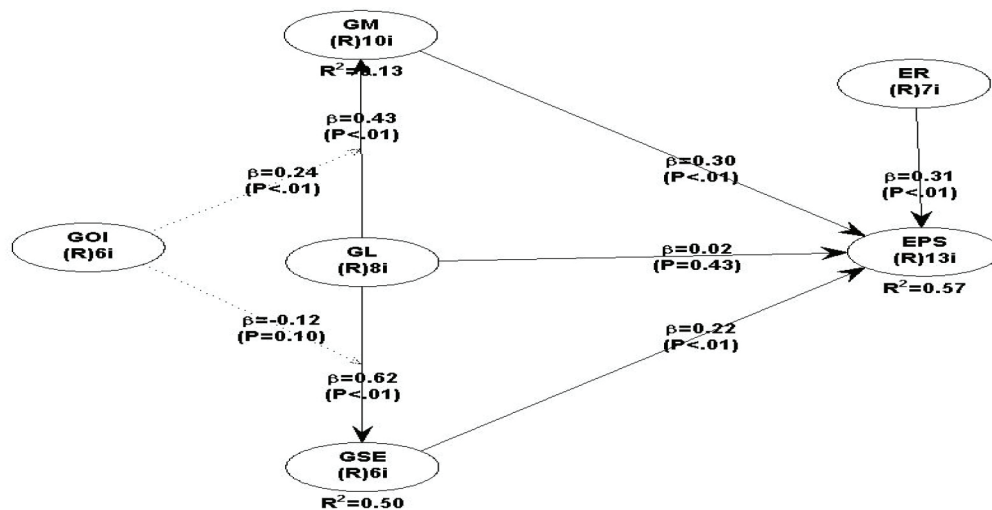 GM
(R)10i
R²=0.13
ER
(R)7i
β=0.43
(P<.01)
β=0.24
(P<.01)
β=0.30
(P<.01)
β=0.31
(P<.01)
GOI
(R)6i
GL
(R)8i
β=0.02
(P=0.43)
EPS
(R)13i
R²=0.57
β=-0.12
(P=0.10)
β=0.22
(P<.01)
β=0.62
(P<.01)
GSE
(R)6i
R²=0.50